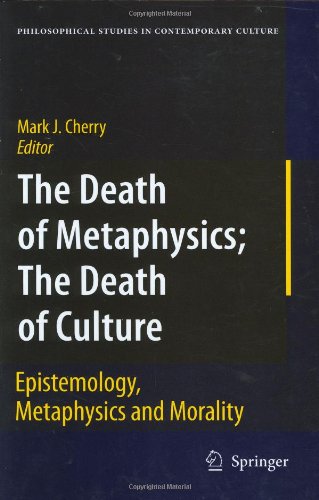 PHILOSOPHICAL STUDIES IN CONTEMPORARY CULTURE
Mark J. Cherry
Editor
The Death
of Metaphysics;
The Death
of Culture
Epistemology,
Metaphysics and Morality
Springer